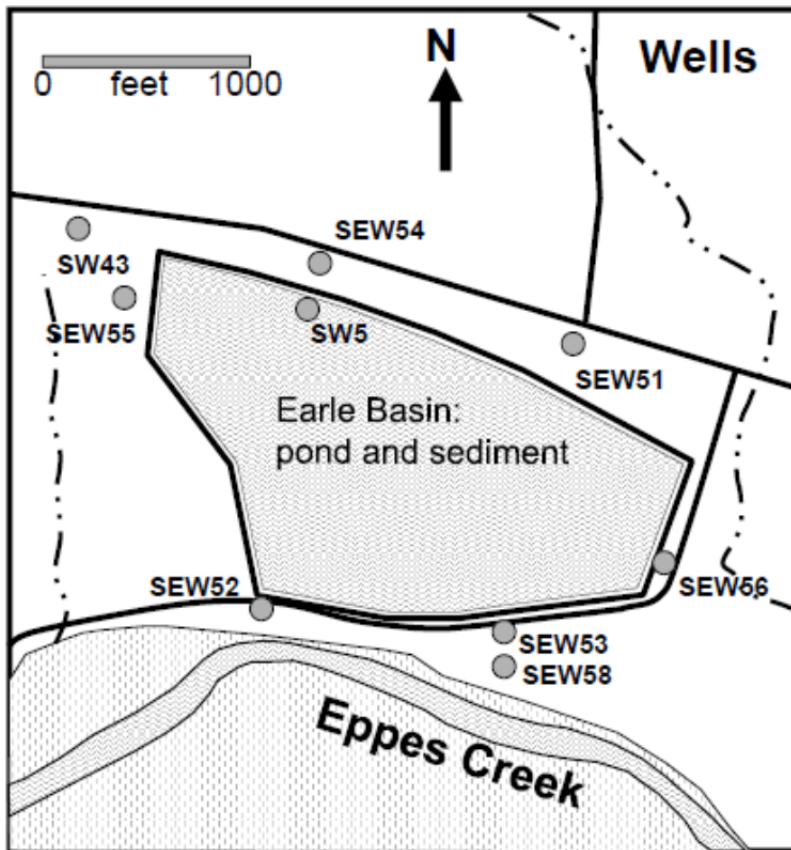 N
Wells
0 feet 1000
SEW54
SW43
SEW55
SW5
SEW51
Earle Basin:
pond and sediment
SEW52
SEW56
SEW53
SEW58
Eppes Creek